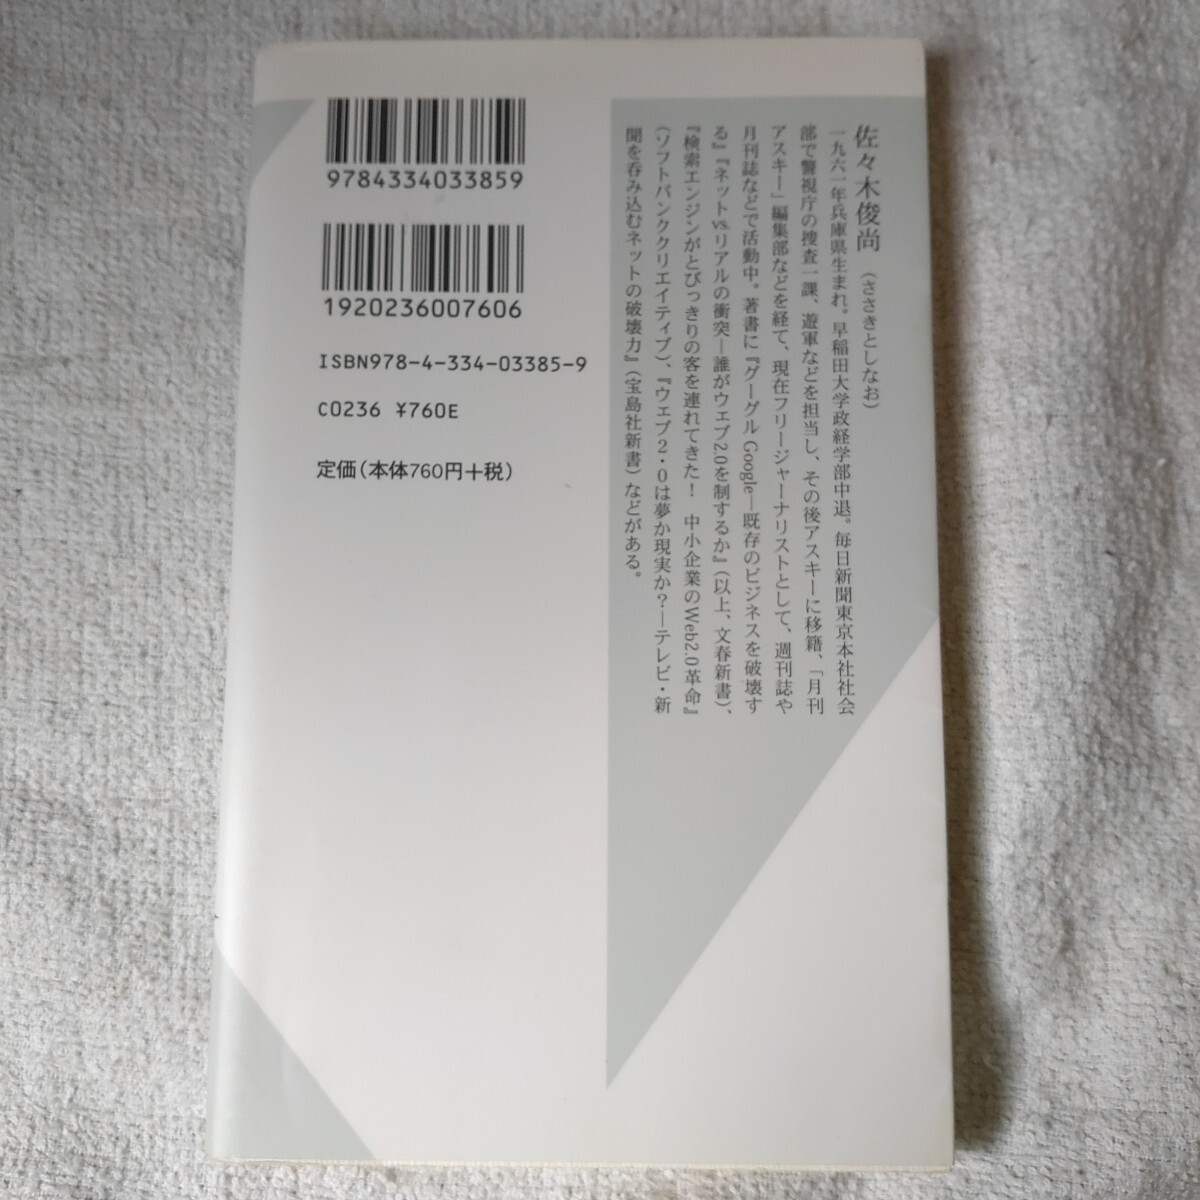 9784334033859
1920236007606
ISBN978-4-334-03385-9
C0236 ¥760E
定価(本体760円+税)
佐々木俊尚(ささきとしなお)
一九六一年兵庫県生まれ。早稲田大学政経学部中退。毎日新聞東京本社社会
部で警視庁の捜査一課、遊軍などを担当し、その後アスキーに移籍、「月刊
アスキー」編集部などを経て、現在フリージャーナリストとして、週刊誌や
月刊誌などで活動中。著書に『グーグルGoogle―既存のビジネスを破壊す
る』『ネットvs.リアルの衝突―誰がウェブ2.0を制するか』(以上、文春新書)、
『検索エンジンがとびっきりの客を連れてきた! 中小企業のWeb2.0革命』
(ソフトバンククリエイティブ)、『ウェブ2・0は夢か現実か?―テレビ・新
聞を呑み込むネットの破壊力』(宝島社新書)などがある。